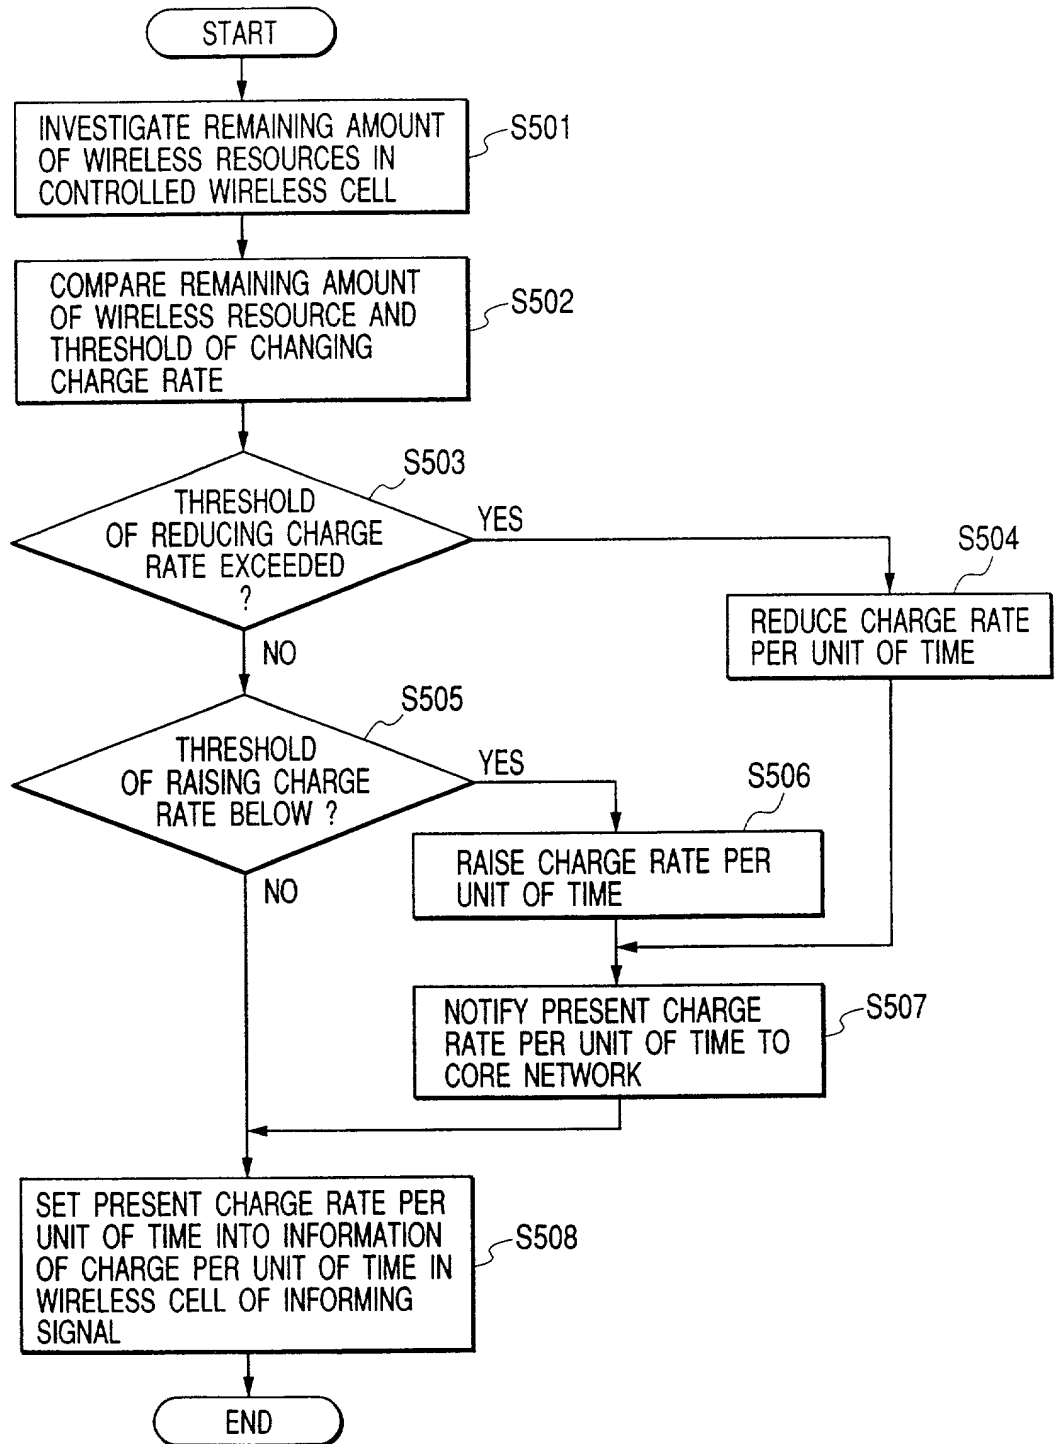 START
INVESTIGATE REMAINING AMOUNT
OF WIRELESS RESOURCES IN
CONTROLLED WIRELESS CELL
S501
COMPARE REMAINING AMOUNT
OF WIRELESS RESOURCE AND
THRESHOLD OF CHANGING
CHARGE RATE
S502
S503
THRESHOLD
OF REDUCING CHARGE
RATE EXCEEDED
?
YES
NO
S504
REDUCE CHARGE RATE
PER UNIT OF TIME
S505
THRESHOLD
OF RAISING CHARGE
RATE BELOW ?
YES
NO
S506
RAISE CHARGE RATE PER
UNIT OF TIME
NOTIFY PRESENT CHARGE
RATE PER UNIT OF TIME TO
CORE NETWORK
S507
SET PRESENT CHARGE RATE PER
UNIT OF TIME INTO INFORMATION
OF CHARGE PER UNIT OF TIME IN
WIRELESS CELL OF INFORMING
SIGNAL
S508
END